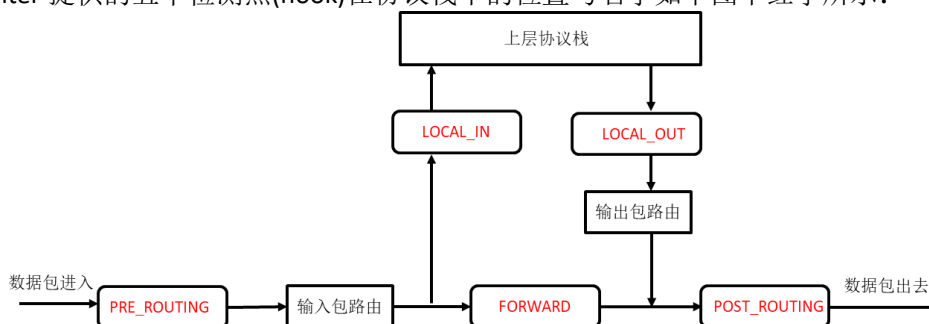 上层协议栈
LOCAL_IN
LOCAL_OUT
输出包路由
数据包进入
数据包出去
PRE_ROUTING
输入包路由
FORWARD
POST_ROUTING